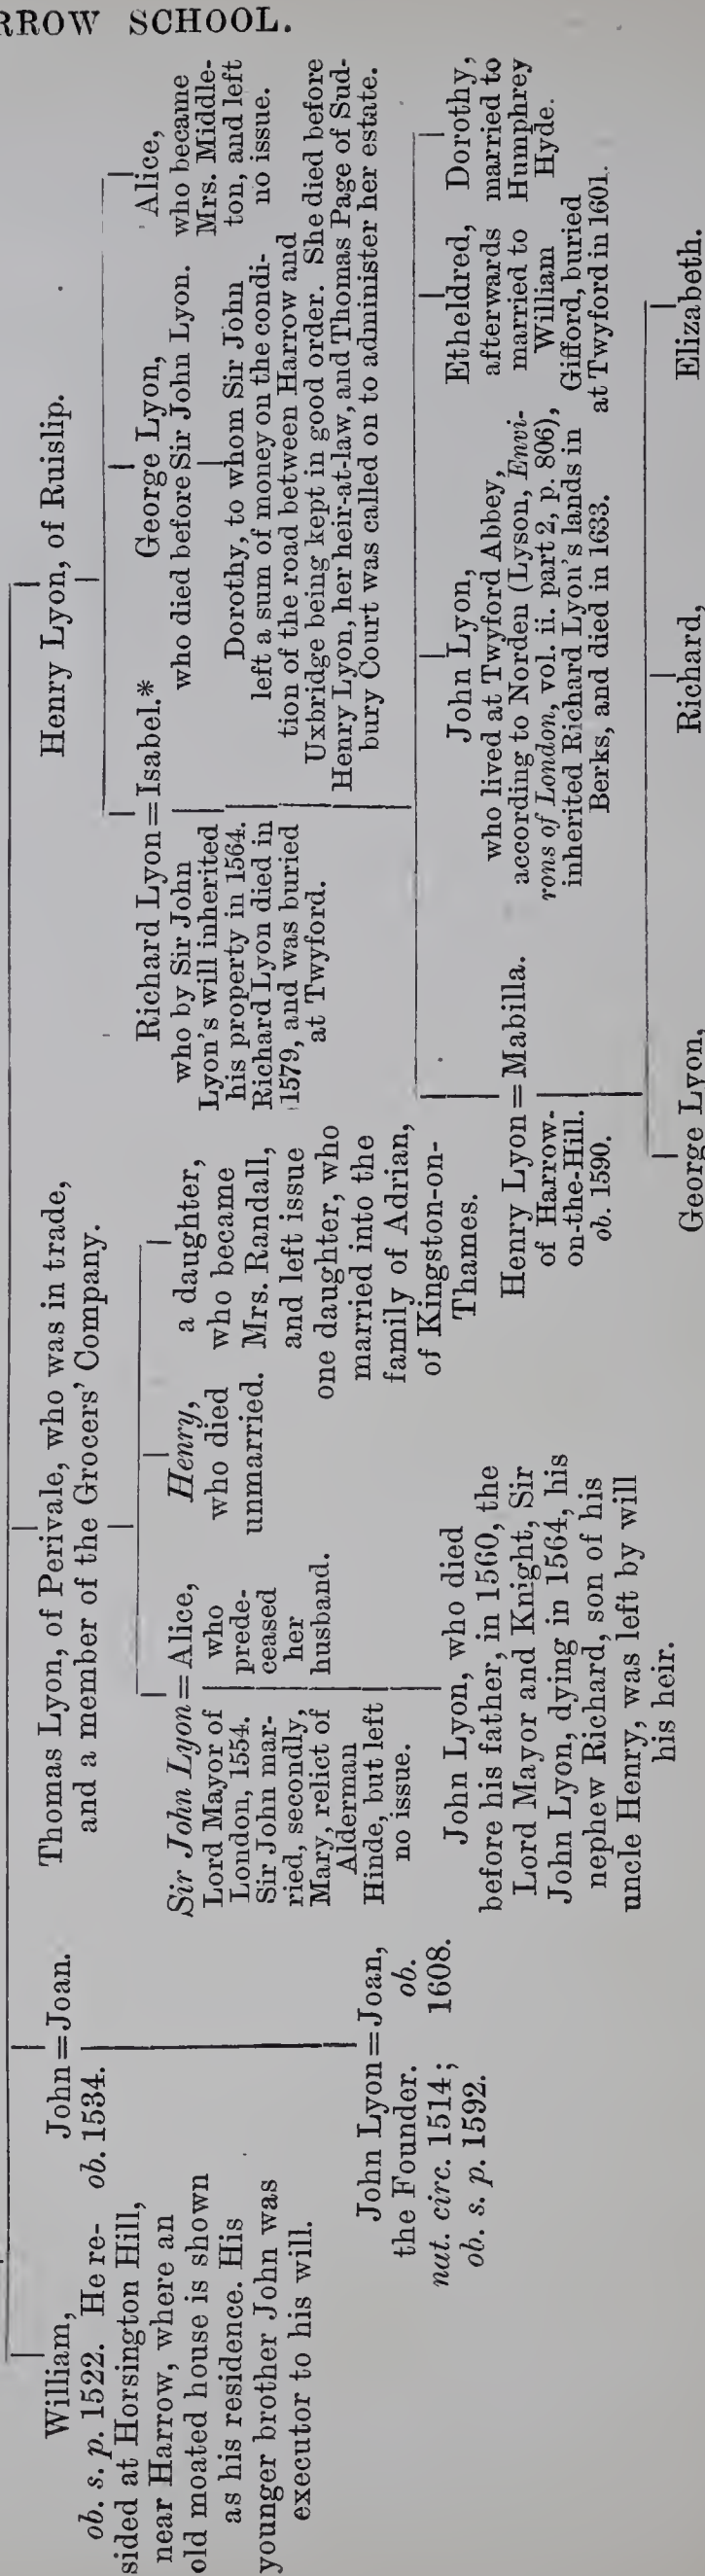 RROW SCHOOL.
William,
ob. s. p. 1522. He re-
sided at Horsington Hill,
near Harrow, where an
old moated house is shown
as his residence. His
younger brother John was
executor to his will.
John=Joan.
ob. 1534.
John Lyon=Joan,
the Founder. ob.
nat. circ. 1514; 1608.
ob. s. p. 1592.
Thomas Lyon, of Perivale, who was in trade,
and a member of the Grocers' Company.
Sir John Lyon=Alice,
Lord Mayor of
London, 1554.
Sir John mar-
ried, secondly,
Mary, relict of
Alderman
Hinde, but left
no issue.
who
prede-
ceased
her
husband.
John Lyon, who died
before his father, in 1560, the
Lord Mayor and Knight, Sir
John Lyon, dying in 1564, his
nephew Richard, son of his
uncle Henry, was left by will
his heir.
Henry,
who died
unmarried.
a daughter,
who became
Mrs. Randall,
and left issue
one daughter, who
married into the
family of Adrian,
of Kingston-on-
Thames.
Henry Lyon, of Ruislip.
Richard Lyon=Isabel.*
who by Sir John
Lyon's will inherited
his property in 1564.
Richard Lyon died in
1579, and was buried
at Twyford.
George Lyon,
who died before Sir John Lyon.
Dorothy, to whom Sir John
left a sum of money on the condi-
tion of the road between Harrow and
Uxbridge being kept in good order. She died before
Henry Lyon, her heir-at-law, and Thomas Page of Sud-
bury Court was called on to administer her estate.
Alice,
who became
Mrs. Middle-
ton, and left
no issue.
Henry Lyon=Mabilla.
of Harrow-
on-the-Hill.
ob. 1590.
John Lyon,
who lived at Twyford Abbey,
according to Norden (Lyson, Envi-
rons of London, vol. ii. part 2, p. 806),
inherited Richard Lyon's lands in
Berks, and died in 1633.
Etheldred,
afterwards
married to
William
Gifford, buried
at Twyford in 1601.
Dorothy,
married to
Humphrey
Hyde.
George Lyon,
Richard,
Elizabeth.